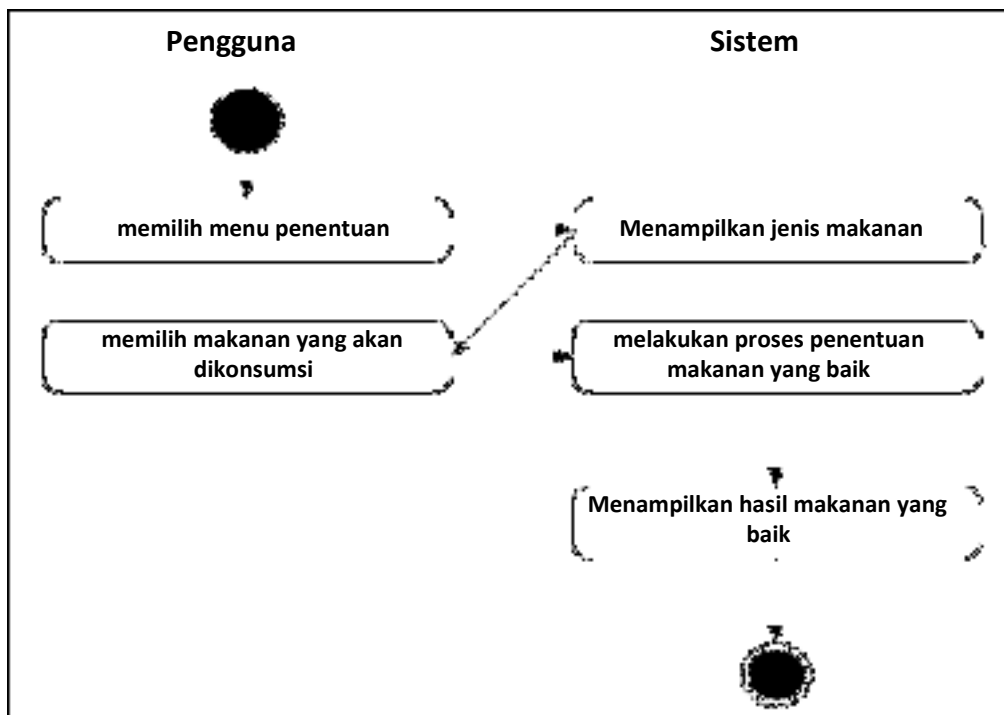 Pengguna
Sistem
memilih menu penentuan
Menampilkan jenis makanan
memilih makanan yang akan
dikonsumsi
melakukan proses penentuan
makanan yang baik
Menampilkan hasil makanan yang
baik